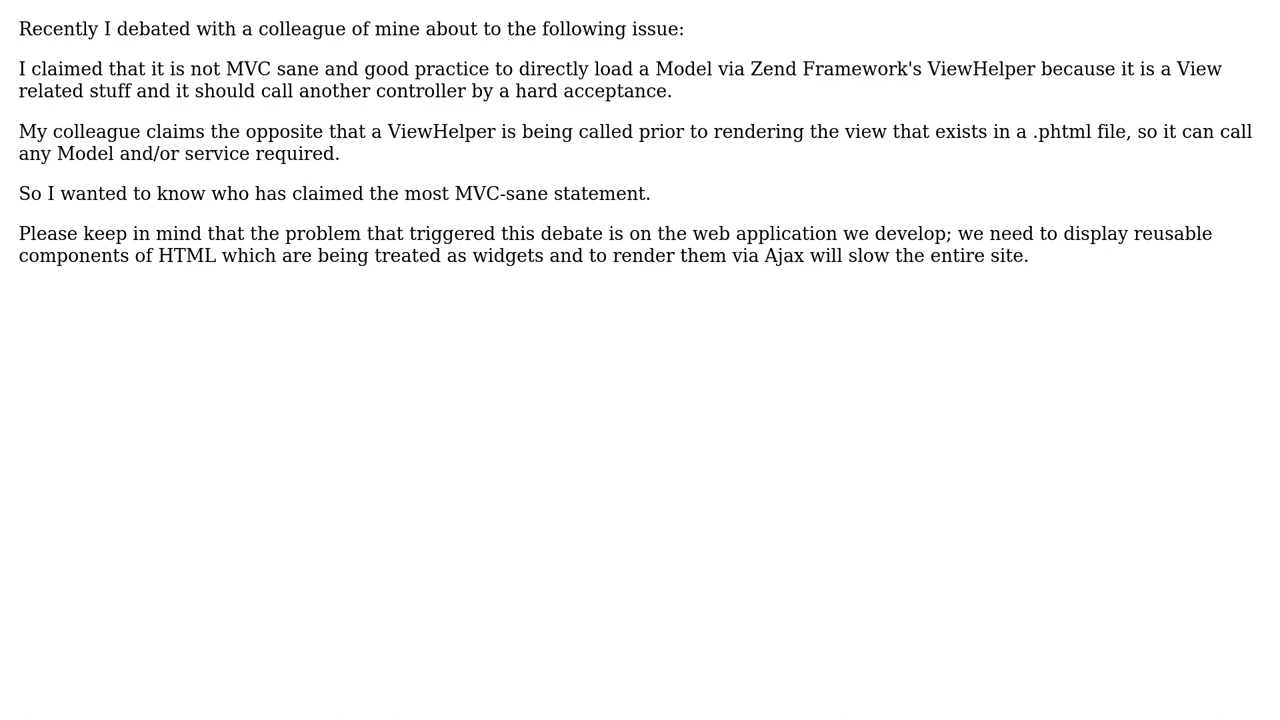 Recently I debated with a colleague of mine about to the following issue:
I claimed that it is not MVC sane and good practice to directly load a Model via Zend Framework's ViewHelper because it is a View
related stuff and it should call another controller by a hard acceptance.
My colleague claims the opposite that a ViewHelper is being called prior to rendering the view that exists in a .phtml file, so it can call
any Model and/or service required.
So I wanted to know who has claimed the most MVC-sane statement.
Please keep in mind that the problem that triggered this debate is on the web application we develop; we need to display reusable
components of HTML which are being treated as widgets and to render them via Ajax will slow the entire site.